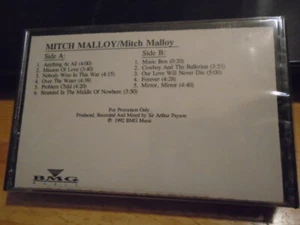 MITCH MALLOY/Mitch Malloy
Side A:
1. Anything At All (4:00)
2. Mission Of Love (3:40)
3. Nobody Wins In This War (4:15)
4. Over The Water (4:38)
5. Problem Child (4:20)
6. Stranded In The Middle Of Nowhere (3:50)
Side B:
1. Music Box (0:20)
2. Cowboy And The Ballerina (3:51)
3. Our Love Will Never Die (5:00)
4. Forever (4:28)
5. Mirror, Mirror (4:40)
For Promotion Only
Produced, Recorded And Mixed by Sir Arthur Payson
© 1992 BMG Music
BMG